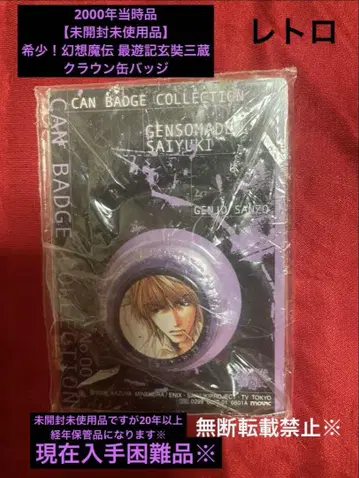 2000年当時品
【未開封未使用品】
希少！幻想魔伝 最遊記玄奘三蔵
クラウン缶バッジ
レトロ
CAN BADGE COLLECTION
GENSOMADEN
SAIYUKI
GENJO SANZO
CAN BADGE COLLECTION
TV TOKYO
movic
未開封未使用品ですが20年以上
経年保管品になります※
現在入手困難品※
無断転載禁止※